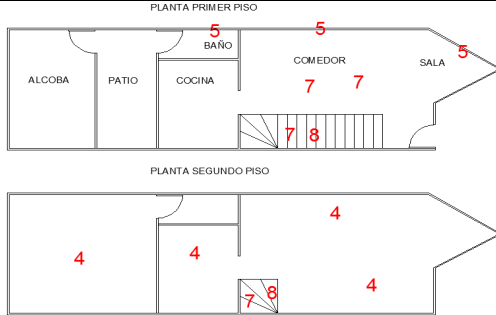 PLANTA PRIMER PISO
5 5
BAÑO 5
COMEDOR SALA
ALCOBA PATIO COCINA 7 7
7 8
PLANTA SEGUNDO PISO
4
4 4
4
7 8